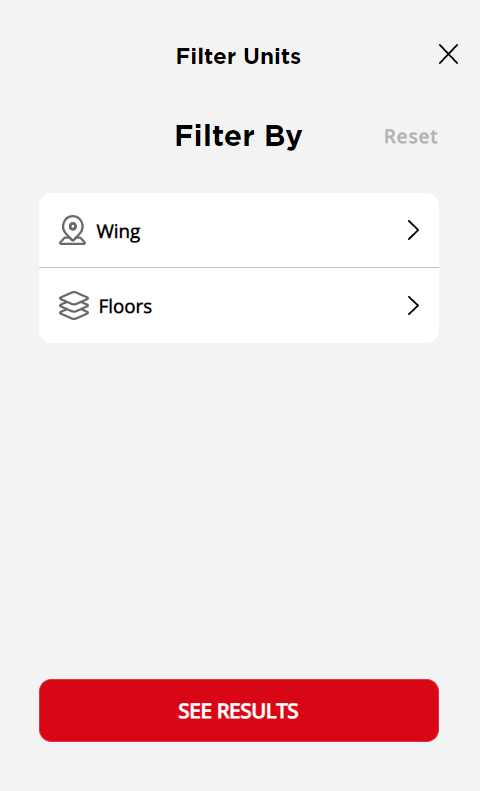 Filter Units
Filter By
Reset
Wing
Floors
SEE RESULTS